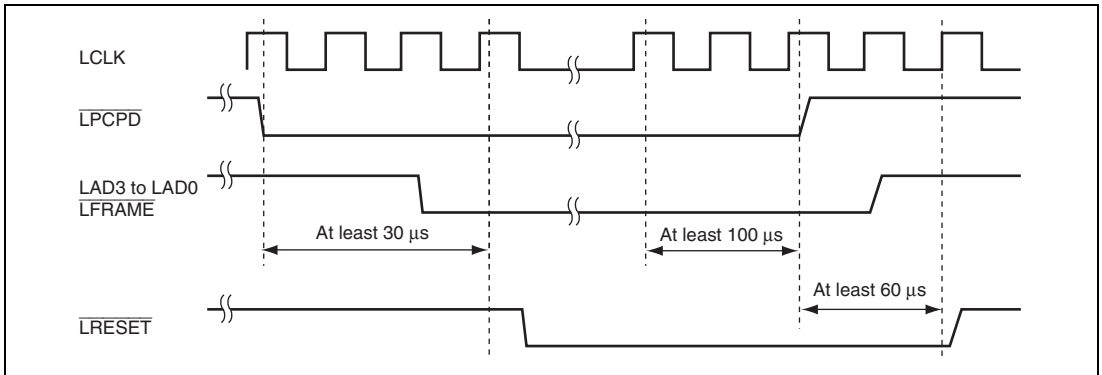 LCLK
LPCPD
LAD3 to LAD0
LFRAME
At least 30 μs
At least 100 μs
At least 60 μs
LRESET